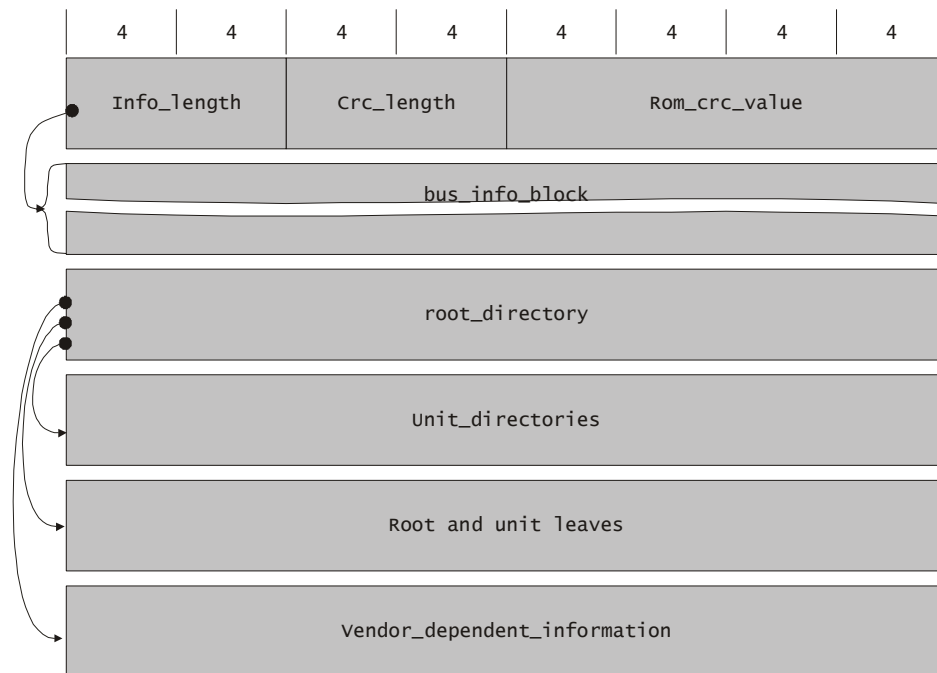 4 4 4 4 4 4 4 4
Info_length Crc_length Rom_crc_value
bus_info_block
root_directory
Unit_directories
Root and unit leaves
Vendor_dependent_information